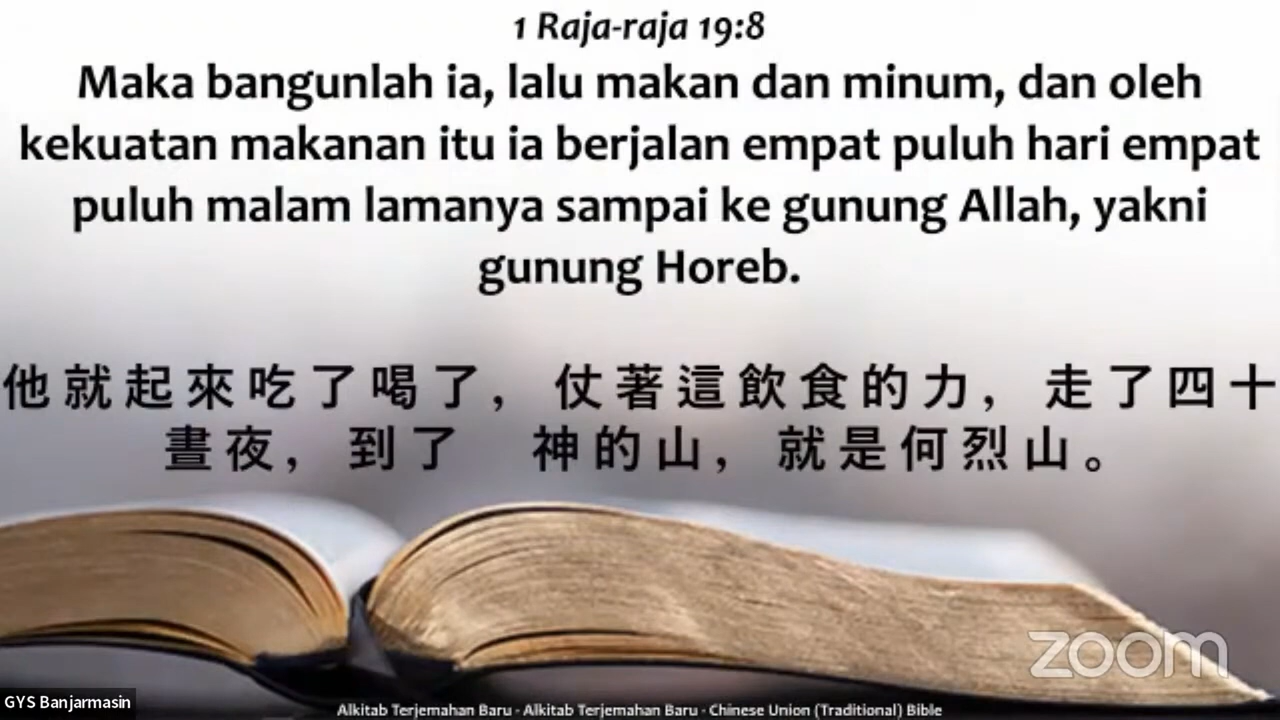 1 Raja-raja 19:8
Maka bangunlah ia, lalu makan dan minum, dan oleh
kekuatan makanan itu ia berjalan empat puluh hari empat
puluh malam lamanya sampai ke gunung Allah, yakni
gunung Horeb.
他就起來吃了喝了，仗著這飲食的力，走了四十
晝夜，到了　神的山，就是何烈山。
zoom
GYS Banjarmasin
Alkitab Terjemahan Baru - Alkitab Terjemahan Baru - Chinese Union (Traditional) Bible